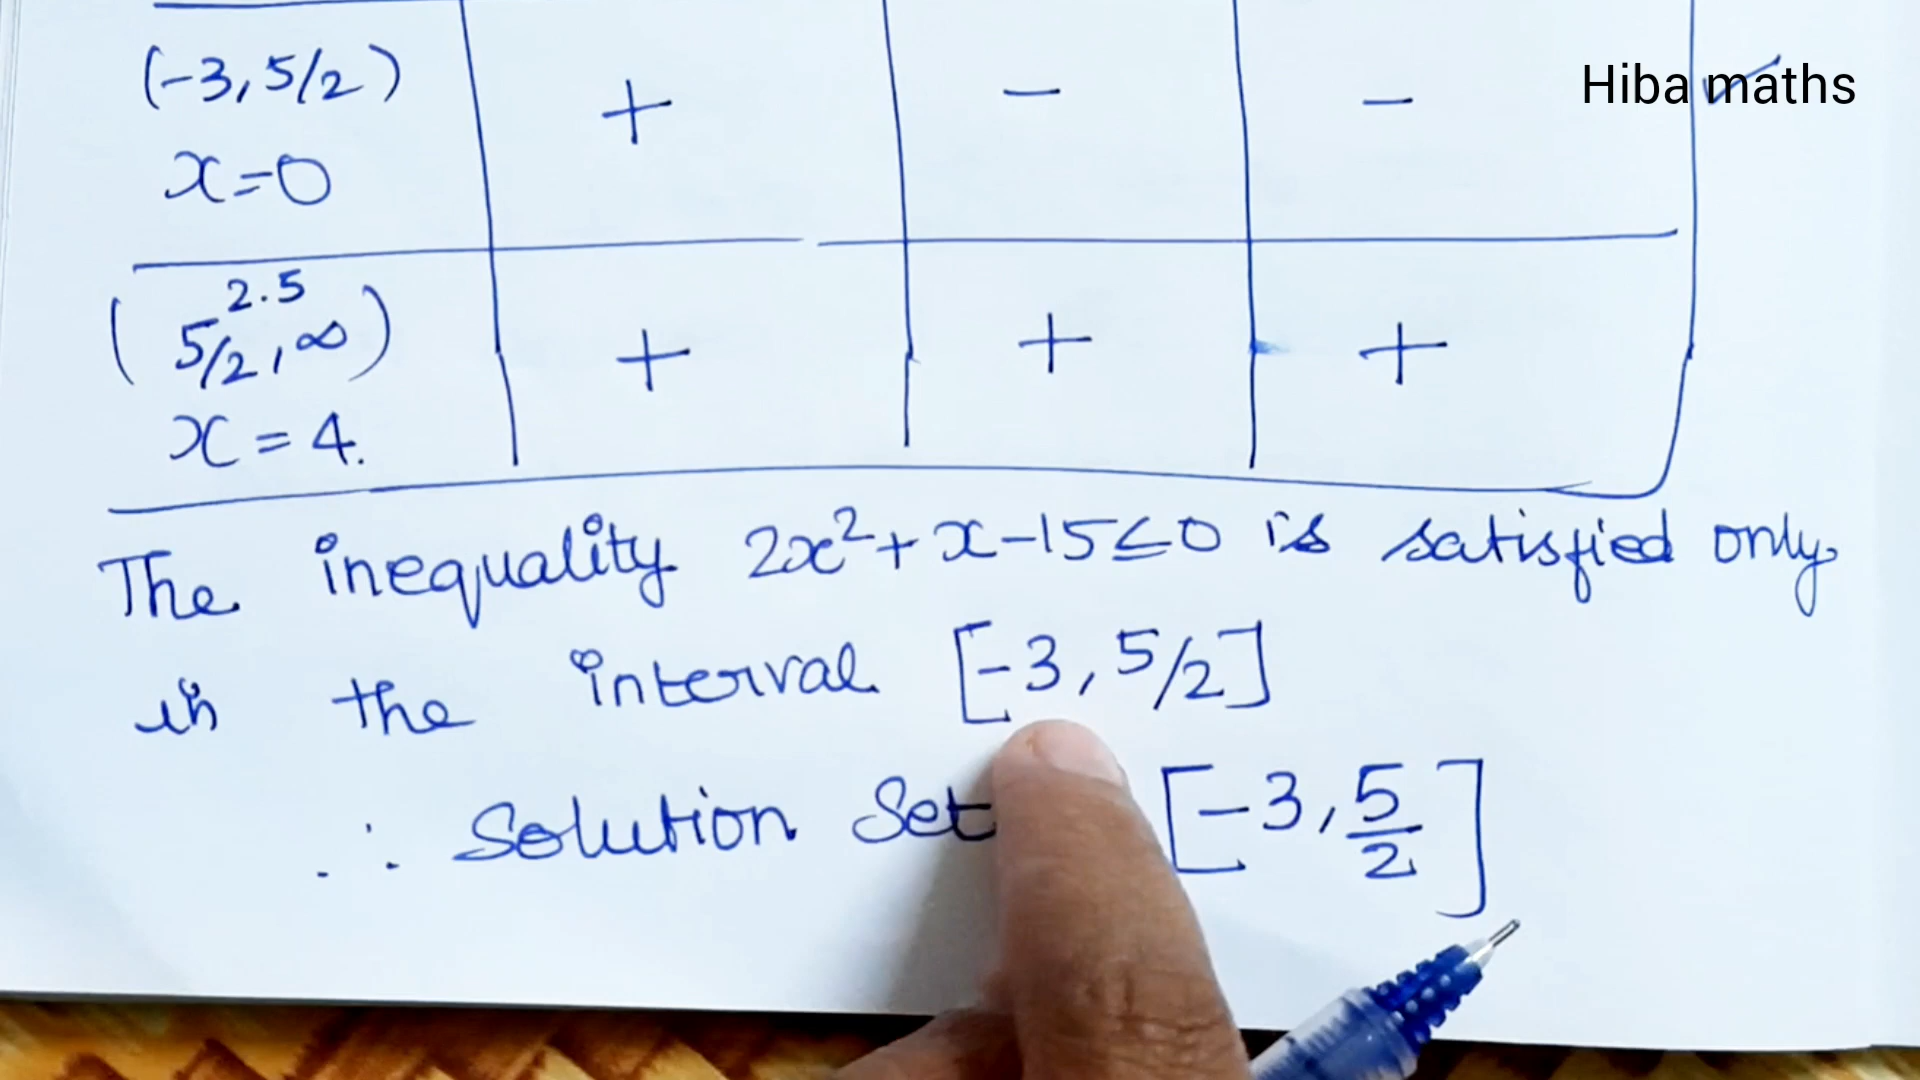 Hiba maths
(-3, 5/2) + - -
x=0
2.5
(5/2, ∞) + + +
x = 4.
The inequality 2x²+x-15≤0 is satisfied only
in the interval [-3, 5/2]
∴ Solution Set [-3, 5/2]